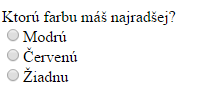 Ktorú farbu máš najradšej?
Modrú
Červenú
Žiadnu